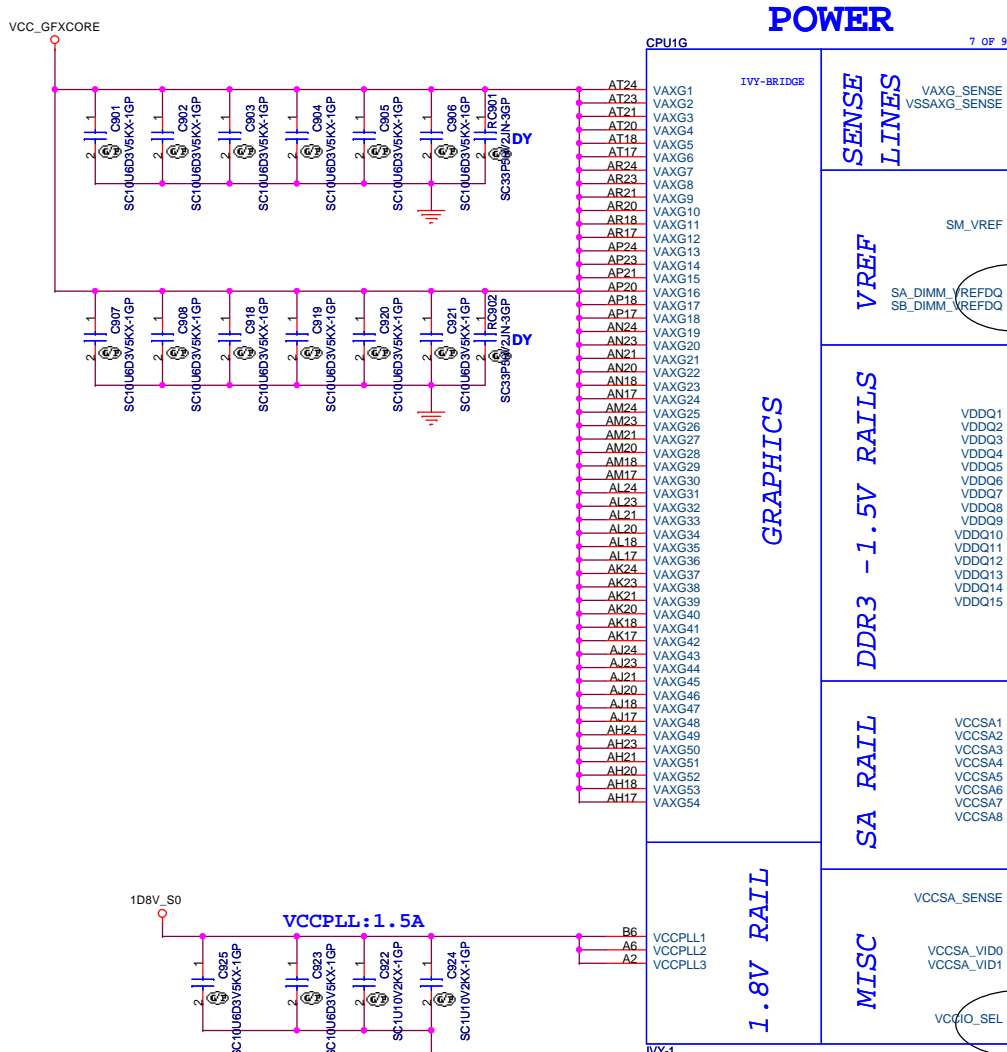 POWER
VCC_GFXCORE
CPU1G
7 OF 9
IVY-BRIDGE
C901
SC10U6D3V5KX-1GP
C902
SC10U6D3V5KX-1GP
C903
SC10U6D3V5KX-1GP
C904
SC10U6D3V5KX-1GP
C905
SC10U6D3V5KX-1GP
C906
SC10U6D3V5KX-1GP
RC901
DY
C907
SC10U6D3V5KX-1GP
C908
SC10U6D3V5KX-1GP
C918
SC10U6D3V5KX-1GP
C919
SC10U6D3V5KX-1GP
C920
SC10U6D3V5KX-1GP
C921
SC10U6D3V5KX-1GP
RC902
DY
AT24 VAXG1
AT23 VAXG2
AT21 VAXG3
AT20 VAXG4
AT18 VAXG5
AT17 VAXG6
AR24 VAXG7
AR23 VAXG8
AR21 VAXG9
AR20 VAXG10
AR18 VAXG11
AR17 VAXG12
AP24 VAXG13
AP23 VAXG14
AP21 VAXG15
AP20 VAXG16
AP18 VAXG17
AP17 VAXG18
AN24 VAXG19
AN23 VAXG20
AN21 VAXG21
AN20 VAXG22
AN18 VAXG23
AN17 VAXG24
AM24 VAXG25
AM23 VAXG26
AM21 VAXG27
AM20 VAXG28
AM18 VAXG29
AM17 VAXG30
AL24 VAXG31
AL23 VAXG32
AL21 VAXG33
AL20 VAXG34
AL18 VAXG35
AL17 VAXG36
AK24 VAXG37
AK23 VAXG38
AK21 VAXG39
AK20 VAXG40
AK18 VAXG41
AK17 VAXG42
AJ24 VAXG43
AJ23 VAXG44
AJ21 VAXG45
AJ20 VAXG46
AJ18 VAXG47
AJ17 VAXG48
AH24 VAXG49
AH23 VAXG50
AH21 VAXG51
AH20 VAXG52
AH18 VAXG53
AH17 VAXG54
GRAPHICS
SENSE
LINES
VAXG_SENSE
VSSAXG_SENSE
VREF
SM_VREF
SA_DIMM_VREFDQ
SB_DIMM_VREFDQ
DDR3 -1.5V RAILS
VDDQ1
VDDQ2
VDDQ3
VDDQ4
VDDQ5
VDDQ6
VDDQ7
VDDQ8
VDDQ9
VDDQ10
VDDQ11
VDDQ12
VDDQ13
VDDQ14
VDDQ15
SA RAIL
VCCSA1
VCCSA2
VCCSA3
VCCSA4
VCCSA5
VCCSA6
VCCSA7
VCCSA8
1D8V_S0
VCCPLL:1.5A
C925
SC10U6D3V5KX-1GP
C923
SC10U6D3V5KX-1GP
C922
SC1U10V2KX-1GP
C924
SC1U10V2KX-1GP
B6 VCCPLL1
A6 VCCPLL2
A2 VCCPLL3
1.8V RAIL
MISC
VCCSA_SENSE
VCCSA_VID0
VCCSA_VID1
VCCIO_SEL
IVY-1